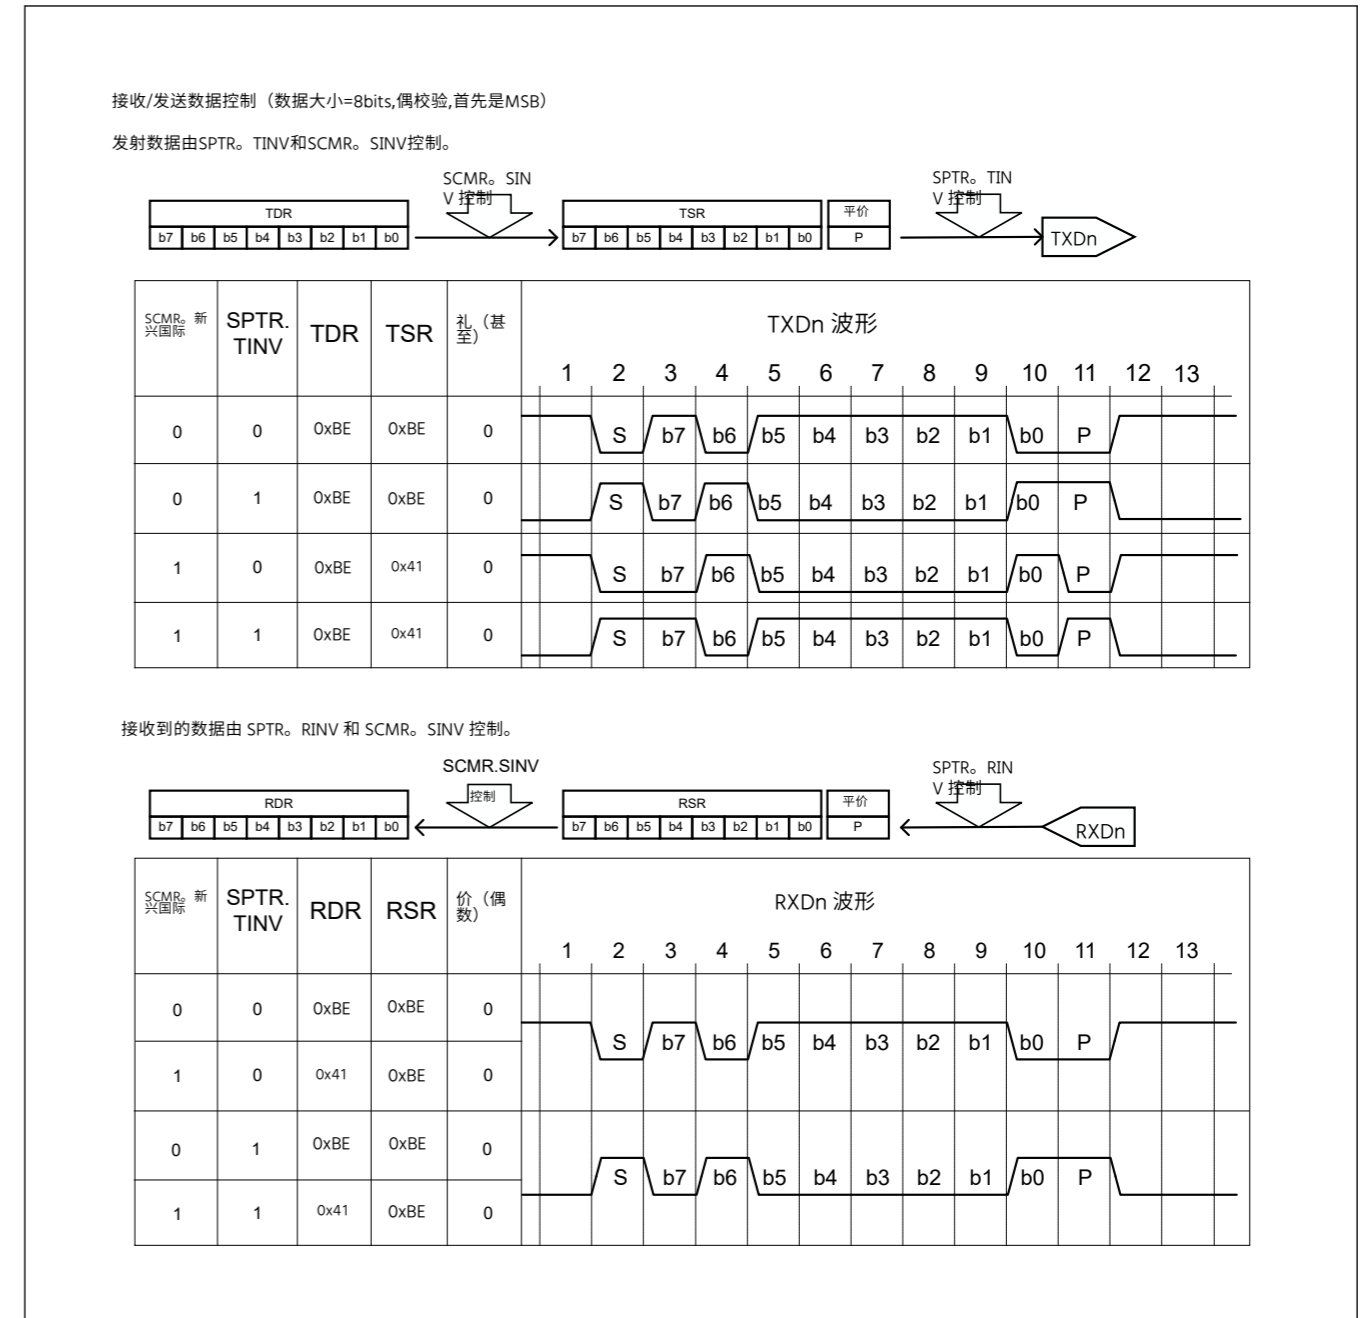 接收/发送数据控制（数据大小=8bits,偶校验,首先是MSB）
发射数据由SPTR。TINV和SCMR。SINV控制。
SCMR。SIN
V 控制
SPTR。TIN
V 控制
TDR
TSR
平价
b7 b6 b5 b4 b3 b2 b1 b0
b7 b6 b5 b4 b3 b2 b1 b0
P
TXDn
SCMR。新
兴国际
SPTR.
TINV
TDR
TSR
礼（甚
至）
TXDn 波形
1 2 3 4 5 6 7 8 9 10 11 12 13
0 0 0xBE 0xBE 0 S b7 b6 b5 b4 b3 b2 b1 b0 P
0 1 0xBE 0xBE 0 S b7 b6 b5 b4 b3 b2 b1 b0 P
1 0 0xBE 0x41 0 S b7 b6 b5 b4 b3 b2 b1 b0 P
1 1 0xBE 0x41 0 S b7 b6 b5 b4 b3 b2 b1 b0 P
接收到的数据由 SPTR。RINV 和 SCMR。SINV 控制。
SCMR.SINV
控制
SPTR。RIN
V 控制
RDR
RSR
平价
b7 b6 b5 b4 b3 b2 b1 b0
b7 b6 b5 b4 b3 b2 b1 b0
P
RXDn
SCMR。新
兴国际
SPTR.
TINV
RDR
RSR
价（偶
数）
RXDn 波形
1 2 3 4 5 6 7 8 9 10 11 12 13
0 0 0xBE 0xBE 0
S b7 b6 b5 b4 b3 b2 b1 b0 P
1 0 0x41 0xBE 0
0 1 0xBE 0xBE 0
S b7 b6 b5 b4 b3 b2 b1 b0 P
1 1 0x41 0xBE 0